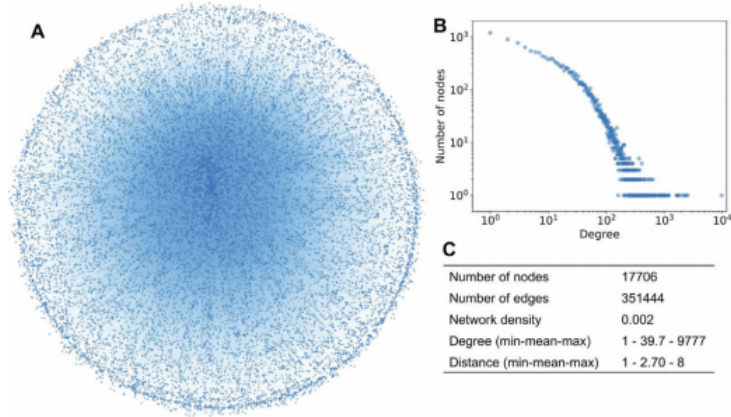 A
B
Number of nodes
10³
10²
10¹
10⁰
10⁰ 10¹ 10² 10³ 10⁴
Degree
C
Number of nodes 17706
Number of edges 351444
Network density 0.002
Degree (min-mean-max) 1 - 39.7 - 9777
Distance (min-mean-max) 1 - 2.70 - 8